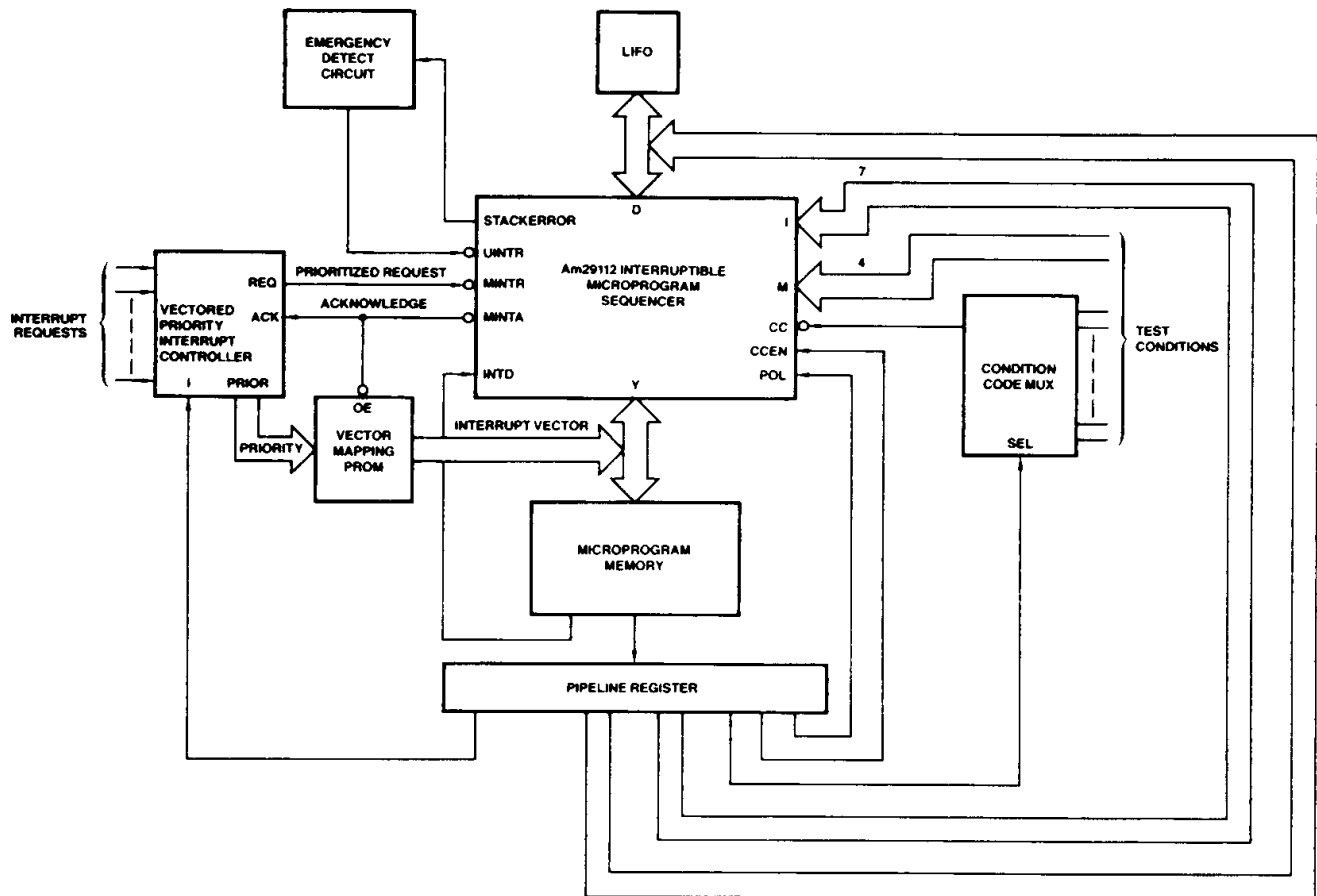 EMERGENCY
DETECT
CIRCUIT
LIFO
7
D
STACKERROR
I
UINTR
4
Am29112 INTERRUPTIBLE
MICROPROGRAM
SEQUENCER
REQ
PRIORITIZED REQUEST
MINTR
M
ACKNOWLEDGE
ACK
MINTA
INTERRUPT
REQUESTS
VECTORED
PRIORITY
INTERRUPT
CONTROLLER
CC
TEST
CONDITIONS
CCEN
CONDITION
CODE MUX
I
PRIOR
INTD
Y
POL
OE
INTERRUPT VECTOR
VECTOR
MAPPING
PROM
PRIORITY
SEL
MICROPROGRAM
MEMORY
PIPELINE REGISTER